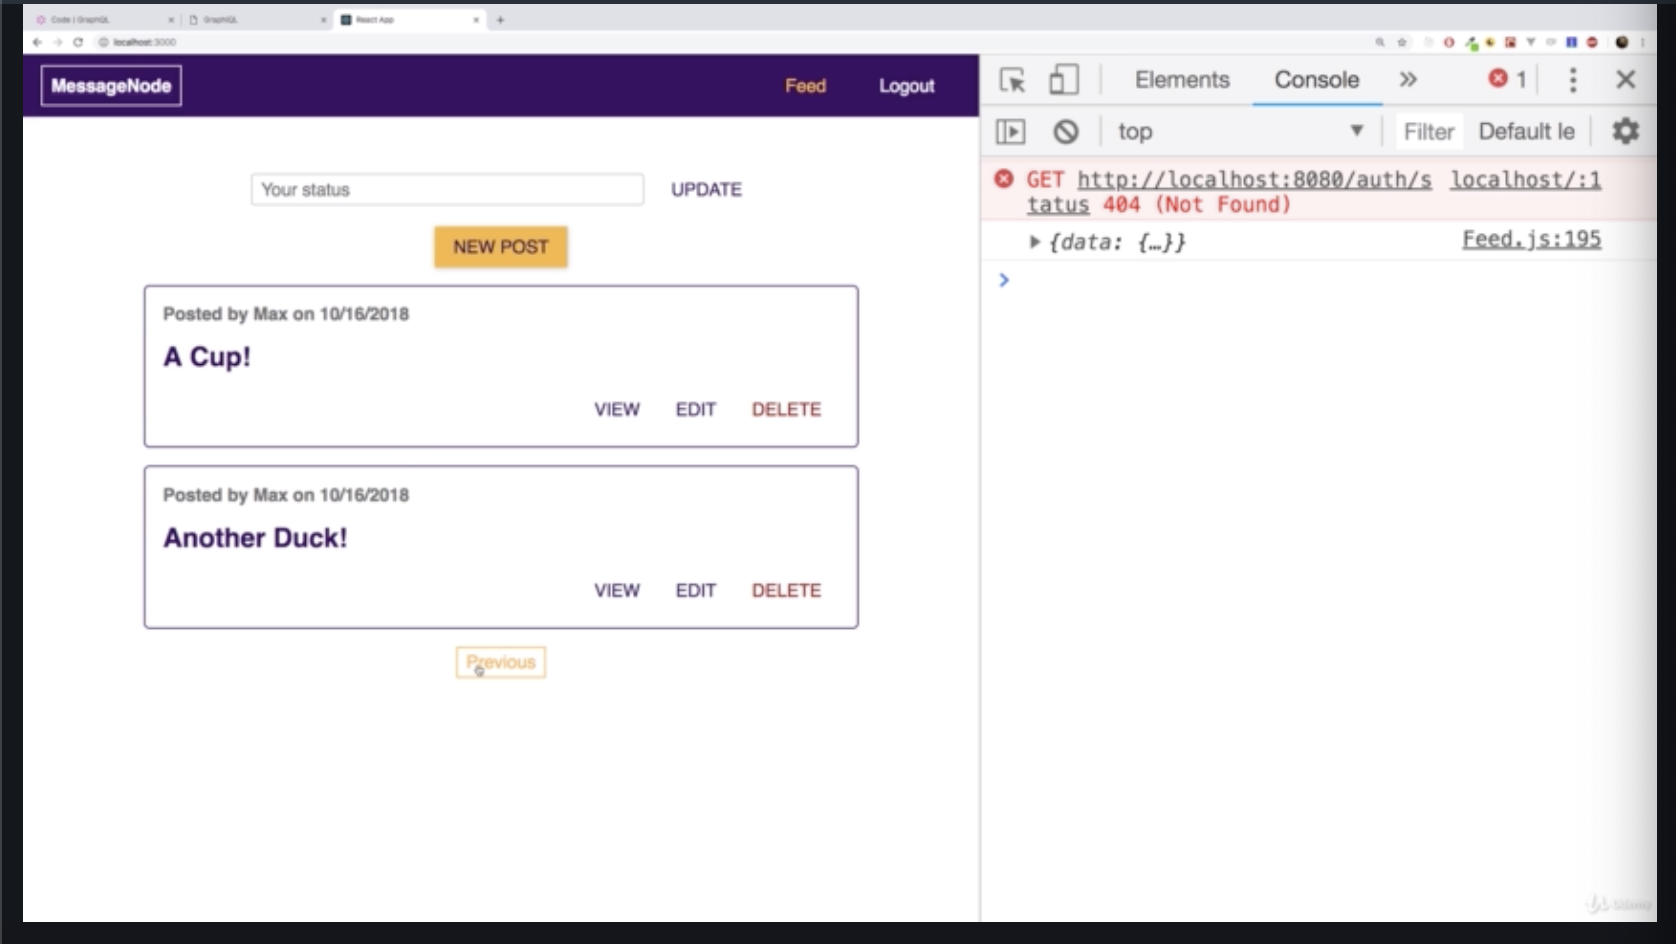 Code | GraphQL
GraphiQL
React App
localhost:3000
MessageNode
Feed
Logout
Your status
UPDATE
NEW POST
Posted by Max on 10/16/2018
A Cup!
VIEW EDIT DELETE
Posted by Max on 10/16/2018
Another Duck!
VIEW EDIT DELETE
Previous
Elements Console » 1
top Filter Default le
GET http://localhost:8080/auth/s localhost/:1
tatus 404 (Not Found)
{data: {…}} Feed.js:195
Udemy